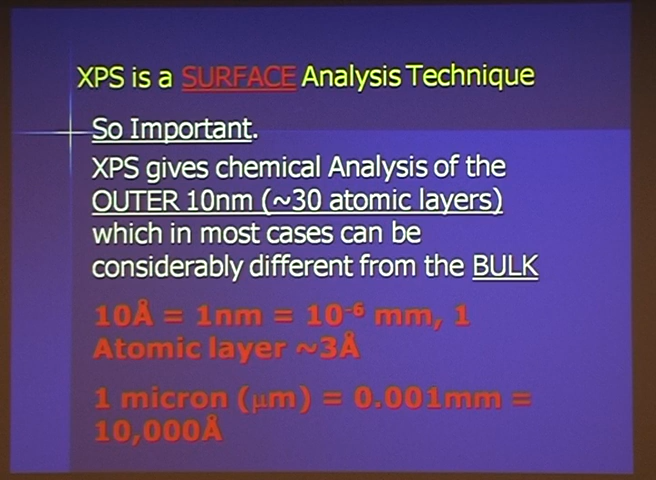 XPS is a SURFACE Analysis Technique
So Important.
XPS gives chemical Analysis of the
OUTER 10nm (~30 atomic layers)
which in most cases can be
considerably different from the BULK
10Å = 1nm = 10⁻⁶ mm, 1
Atomic layer ~3Å
1 micron (μm) = 0.001mm =
10,000Å